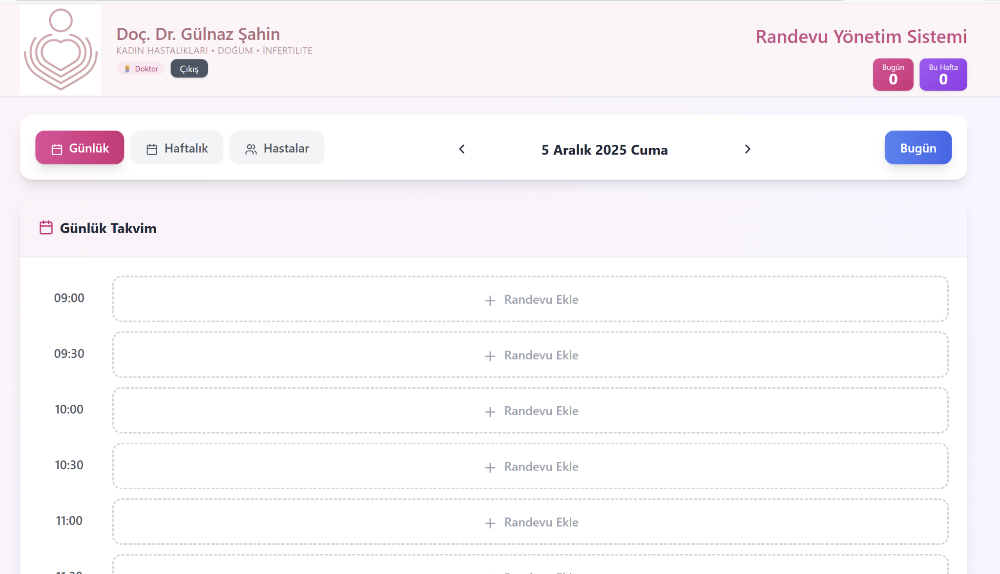 Doç. Dr. Gülnaz Şahin
KADIN HASTALIKLARI • DOĞUM • İNFERTILITE
Doktor
Çıkış
Randevu Yönetim Sistemi
Bugün
0
Bu Hafta
0
Günlük
Haftalık
Hastalar
5 Aralık 2025 Cuma
Bugün
Günlük Takvim
09:00
Randevu Ekle
09:30
Randevu Ekle
10:00
Randevu Ekle
10:30
Randevu Ekle
11:00
Randevu Ekle